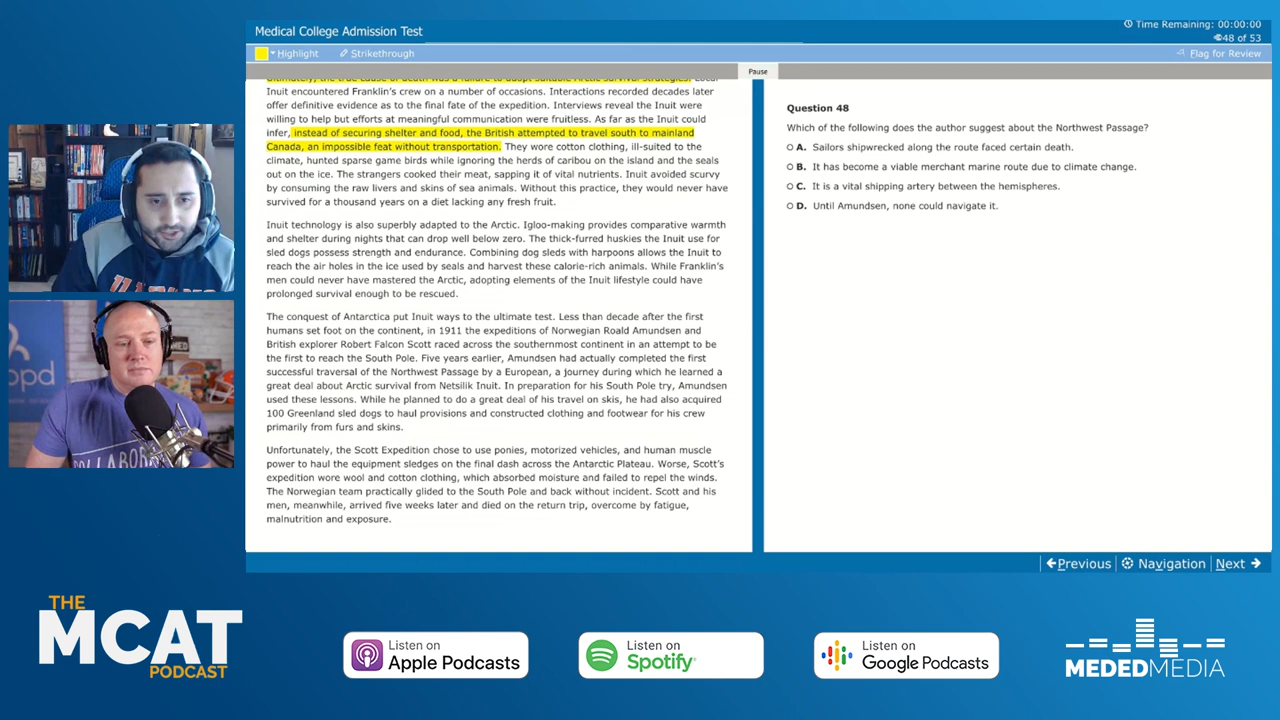 Medical College Admission Test
Time Remaining: 00:00:00
48 of 53
Highlight
Strikethrough
Flag for Review
Pause
Ultimately, the true cause of death was a failure to adopt suitable Arctic survival strategies. Local
Inuit encountered Franklin's crew on a number of occasions. Interactions recorded decades later
offer definitive evidence as to the final fate of the expedition. Interviews reveal the Inuit were
willing to help but efforts at meaningful communication were fruitless. As far as the Inuit could
infer, instead of securing shelter and food, the British attempted to travel south to mainland
Canada, an impossible feat without transportation. They wore cotton clothing, ill-suited to the
climate, hunted sparse game birds while ignoring the herds of caribou on the island and the seals
out on the ice. The strangers cooked their meat, sapping it of vital nutrients. Inuit avoided scurvy
by consuming the raw livers and skins of sea animals. Without this practice, they would never have
survived for a thousand years on a diet lacking any fresh fruit.
Inuit technology is also superbly adapted to the Arctic. Igloo-making provides comparative warmth
and shelter during nights that can drop well below zero. The thick-furred huskies the Inuit use for
sled dogs possess strength and endurance. Combining dog sleds with harpoons allows the Inuit to
reach the air holes in the ice used by seals and harvest these calorie-rich animals. While Franklin's
men could never have mastered the Arctic, adopting elements of the Inuit lifestyle could have
prolonged survival enough to be rescued.
The conquest of Antarctica put Inuit ways to the ultimate test. Less than decade after the first
humans set foot on the continent, in 1911 the expeditions of Norwegian Roald Amundsen and
British explorer Robert Falcon Scott raced across the southernmost continent in an attempt to be
the first to reach the South Pole. Five years earlier, Amundsen had actually completed the first
successful traversal of the Northwest Passage by a European, a journey during which he learned a
great deal about Arctic survival from Netsilik Inuit. In preparation for his South Pole try, Amundsen
used these lessons. While he planned to do a great deal of his travel on skis, he had also acquired
100 Greenland sled dogs to haul provisions and constructed clothing and footwear for his crew
primarily from furs and skins.
Unfortunately, the Scott Expedition chose to use ponies, motorized vehicles, and human muscle
power to haul the equipment sledges on the final dash across the Antarctic Plateau. Worse, Scott's
expedition wore wool and cotton clothing, which absorbed moisture and failed to repel the winds.
The Norwegian team practically glided to the South Pole and back without incident. Scott and his
men, meanwhile, arrived five weeks later and died on the return trip, overcome by fatigue,
malnutrition and exposure.
Question 48
Which of the following does the author suggest about the Northwest Passage?
A. Sailors shipwrecked along the route faced certain death.
B. It has become a viable merchant marine route due to climate change.
C. It is a vital shipping artery between the hemispheres.
D. Until Amundsen, none could navigate it.
Previous
Navigation
Next
THE
MCAT
PODCAST
Listen on
Apple Podcasts
Listen on
Spotify
Listen on
Google Podcasts
MEDEDMEDIA